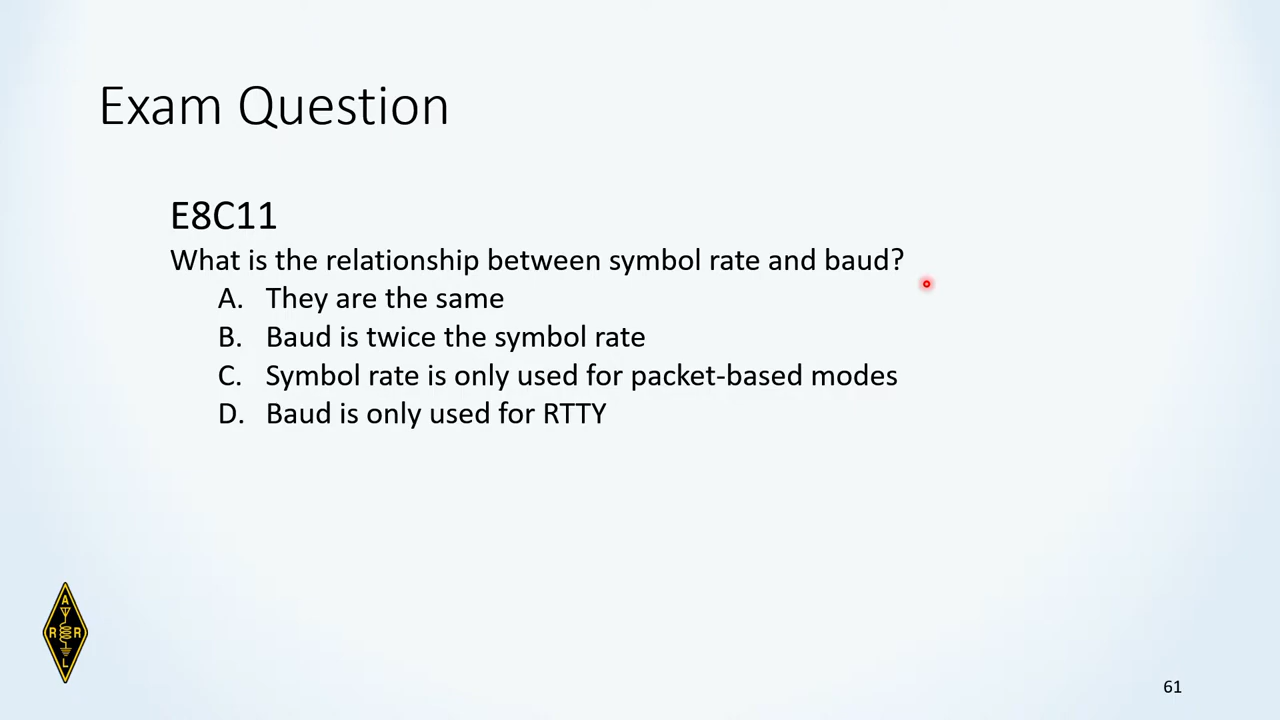 Exam Question
E8C11
What is the relationship between symbol rate and baud?
A. They are the same
B. Baud is twice the symbol rate
C. Symbol rate is only used for packet-based modes
D. Baud is only used for RTTY
A
R R
L
61